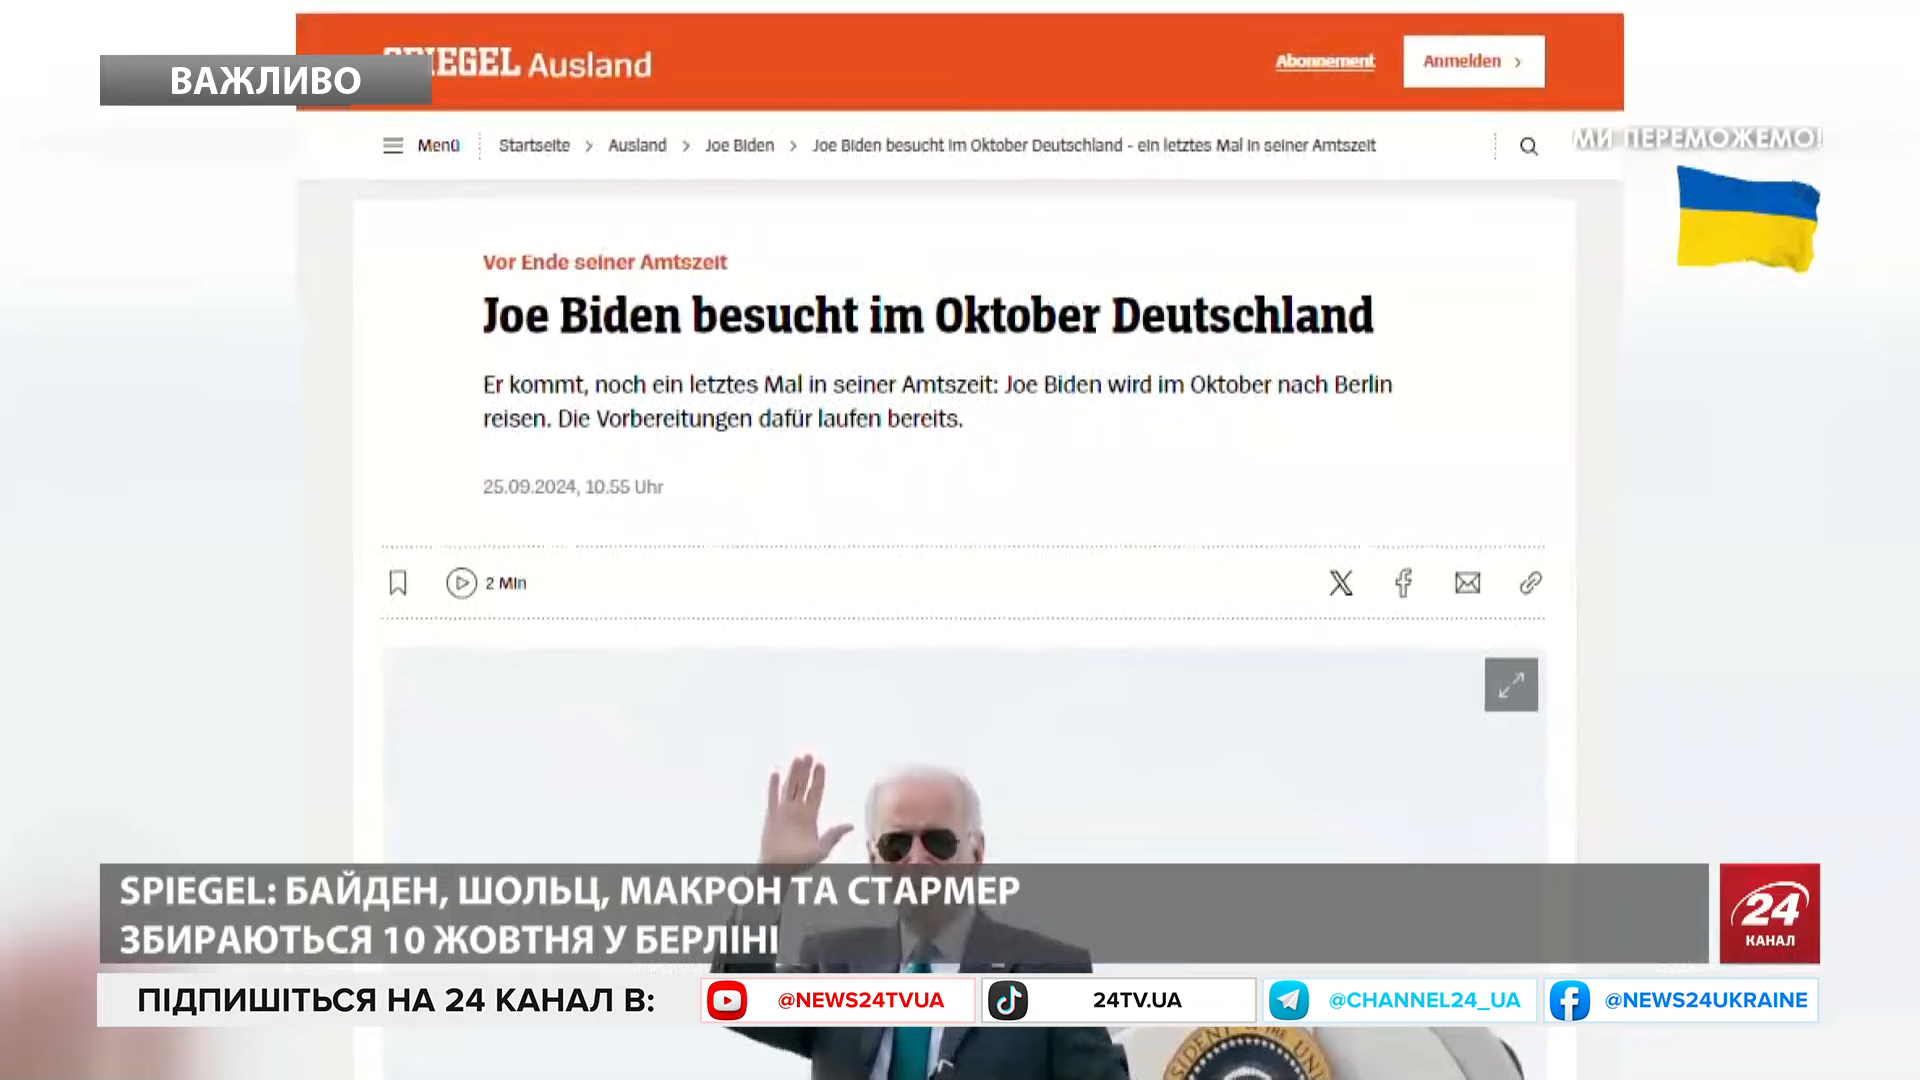 SPIEGEL Ausland
Abonnement
Anmelden
ВАЖЛИВО
Menü
Startseite > Ausland > Joe Biden > Joe Biden besucht im Oktober Deutschland - ein letztes Mal in seiner Amtszeit
МИ ПЕРЕМОЖЕМО!
Vor Ende seiner Amtszeit
Joe Biden besucht im Oktober Deutschland
Er kommt, noch ein letztes Mal in seiner Amtszeit: Joe Biden wird im Oktober nach Berlin
reisen. Die Vorbereitungen dafür laufen bereits.
25.09.2024, 10.55 Uhr
2 Min
SPIEGEL: БАЙДЕН, ШОЛЬЦ, МАКРОН ТА СТАРМЕР
ЗБИРАЮТЬСЯ 10 ЖОВТНЯ У БЕРЛІНІ
24
КАНАЛ
ПІДПИШІТЬСЯ НА 24 КАНАЛ В:
@NEWS24TVUA
24TV.UA
@CHANNEL24_UA
@NEWS24UKRAINE